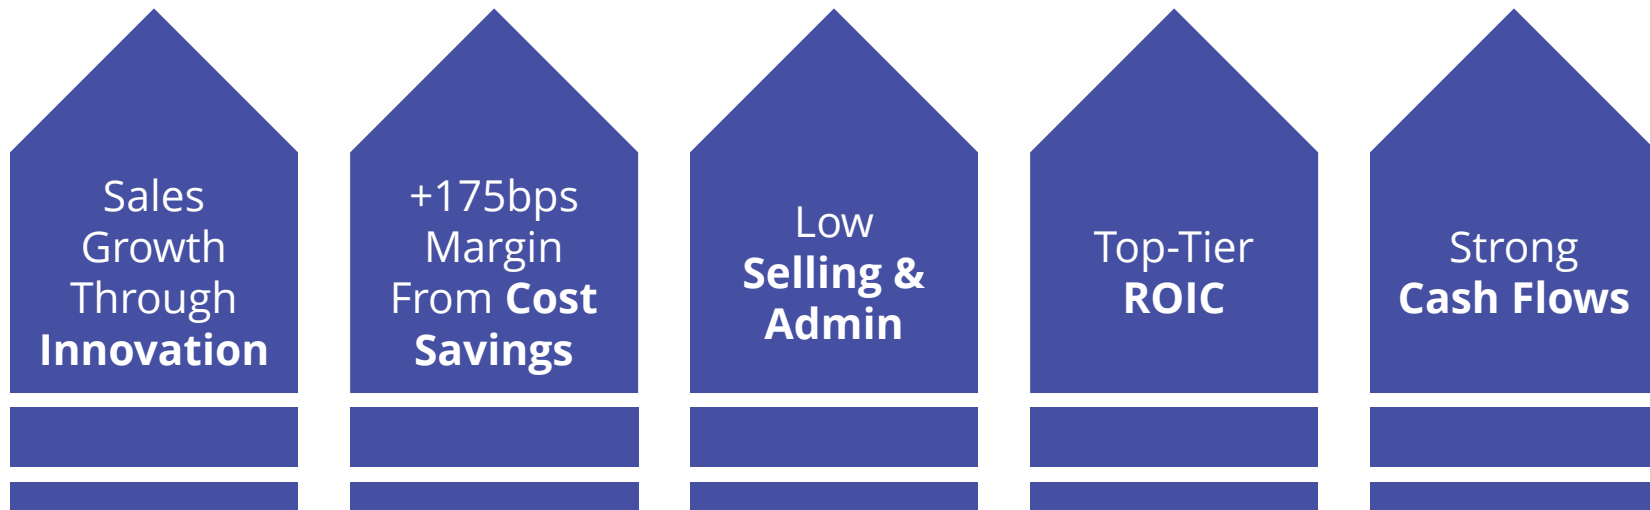 Sales
Growth
Through
Innovation
+175bps
Margin
From Cost
Savings
Low
Selling &
Admin
Top-Tier
ROIC
Strong
Cash Flows